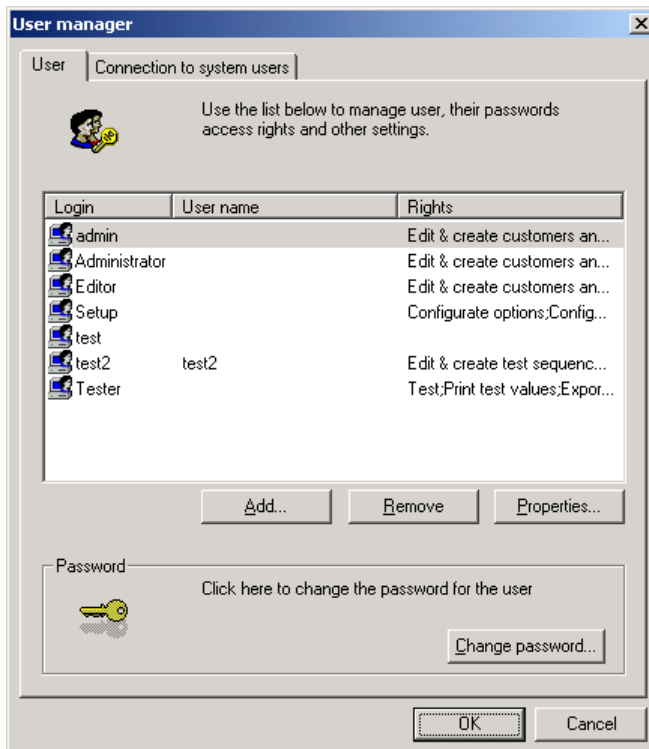 User manager
User
Connection to system users
Use the list below to manage user, their passwords
access rights and other settings.
Login User name Rights
admin Edit & create customers an...
Administrator Edit & create customers an...
Editor Edit & create customers an...
Setup Configurate options;Config...
test
test2 test2 Edit & create test sequenc...
Tester Test;Print test values;Expor...
Add... Remove Properties...
Password
Click here to change the password for the user
Change password...
OK Cancel